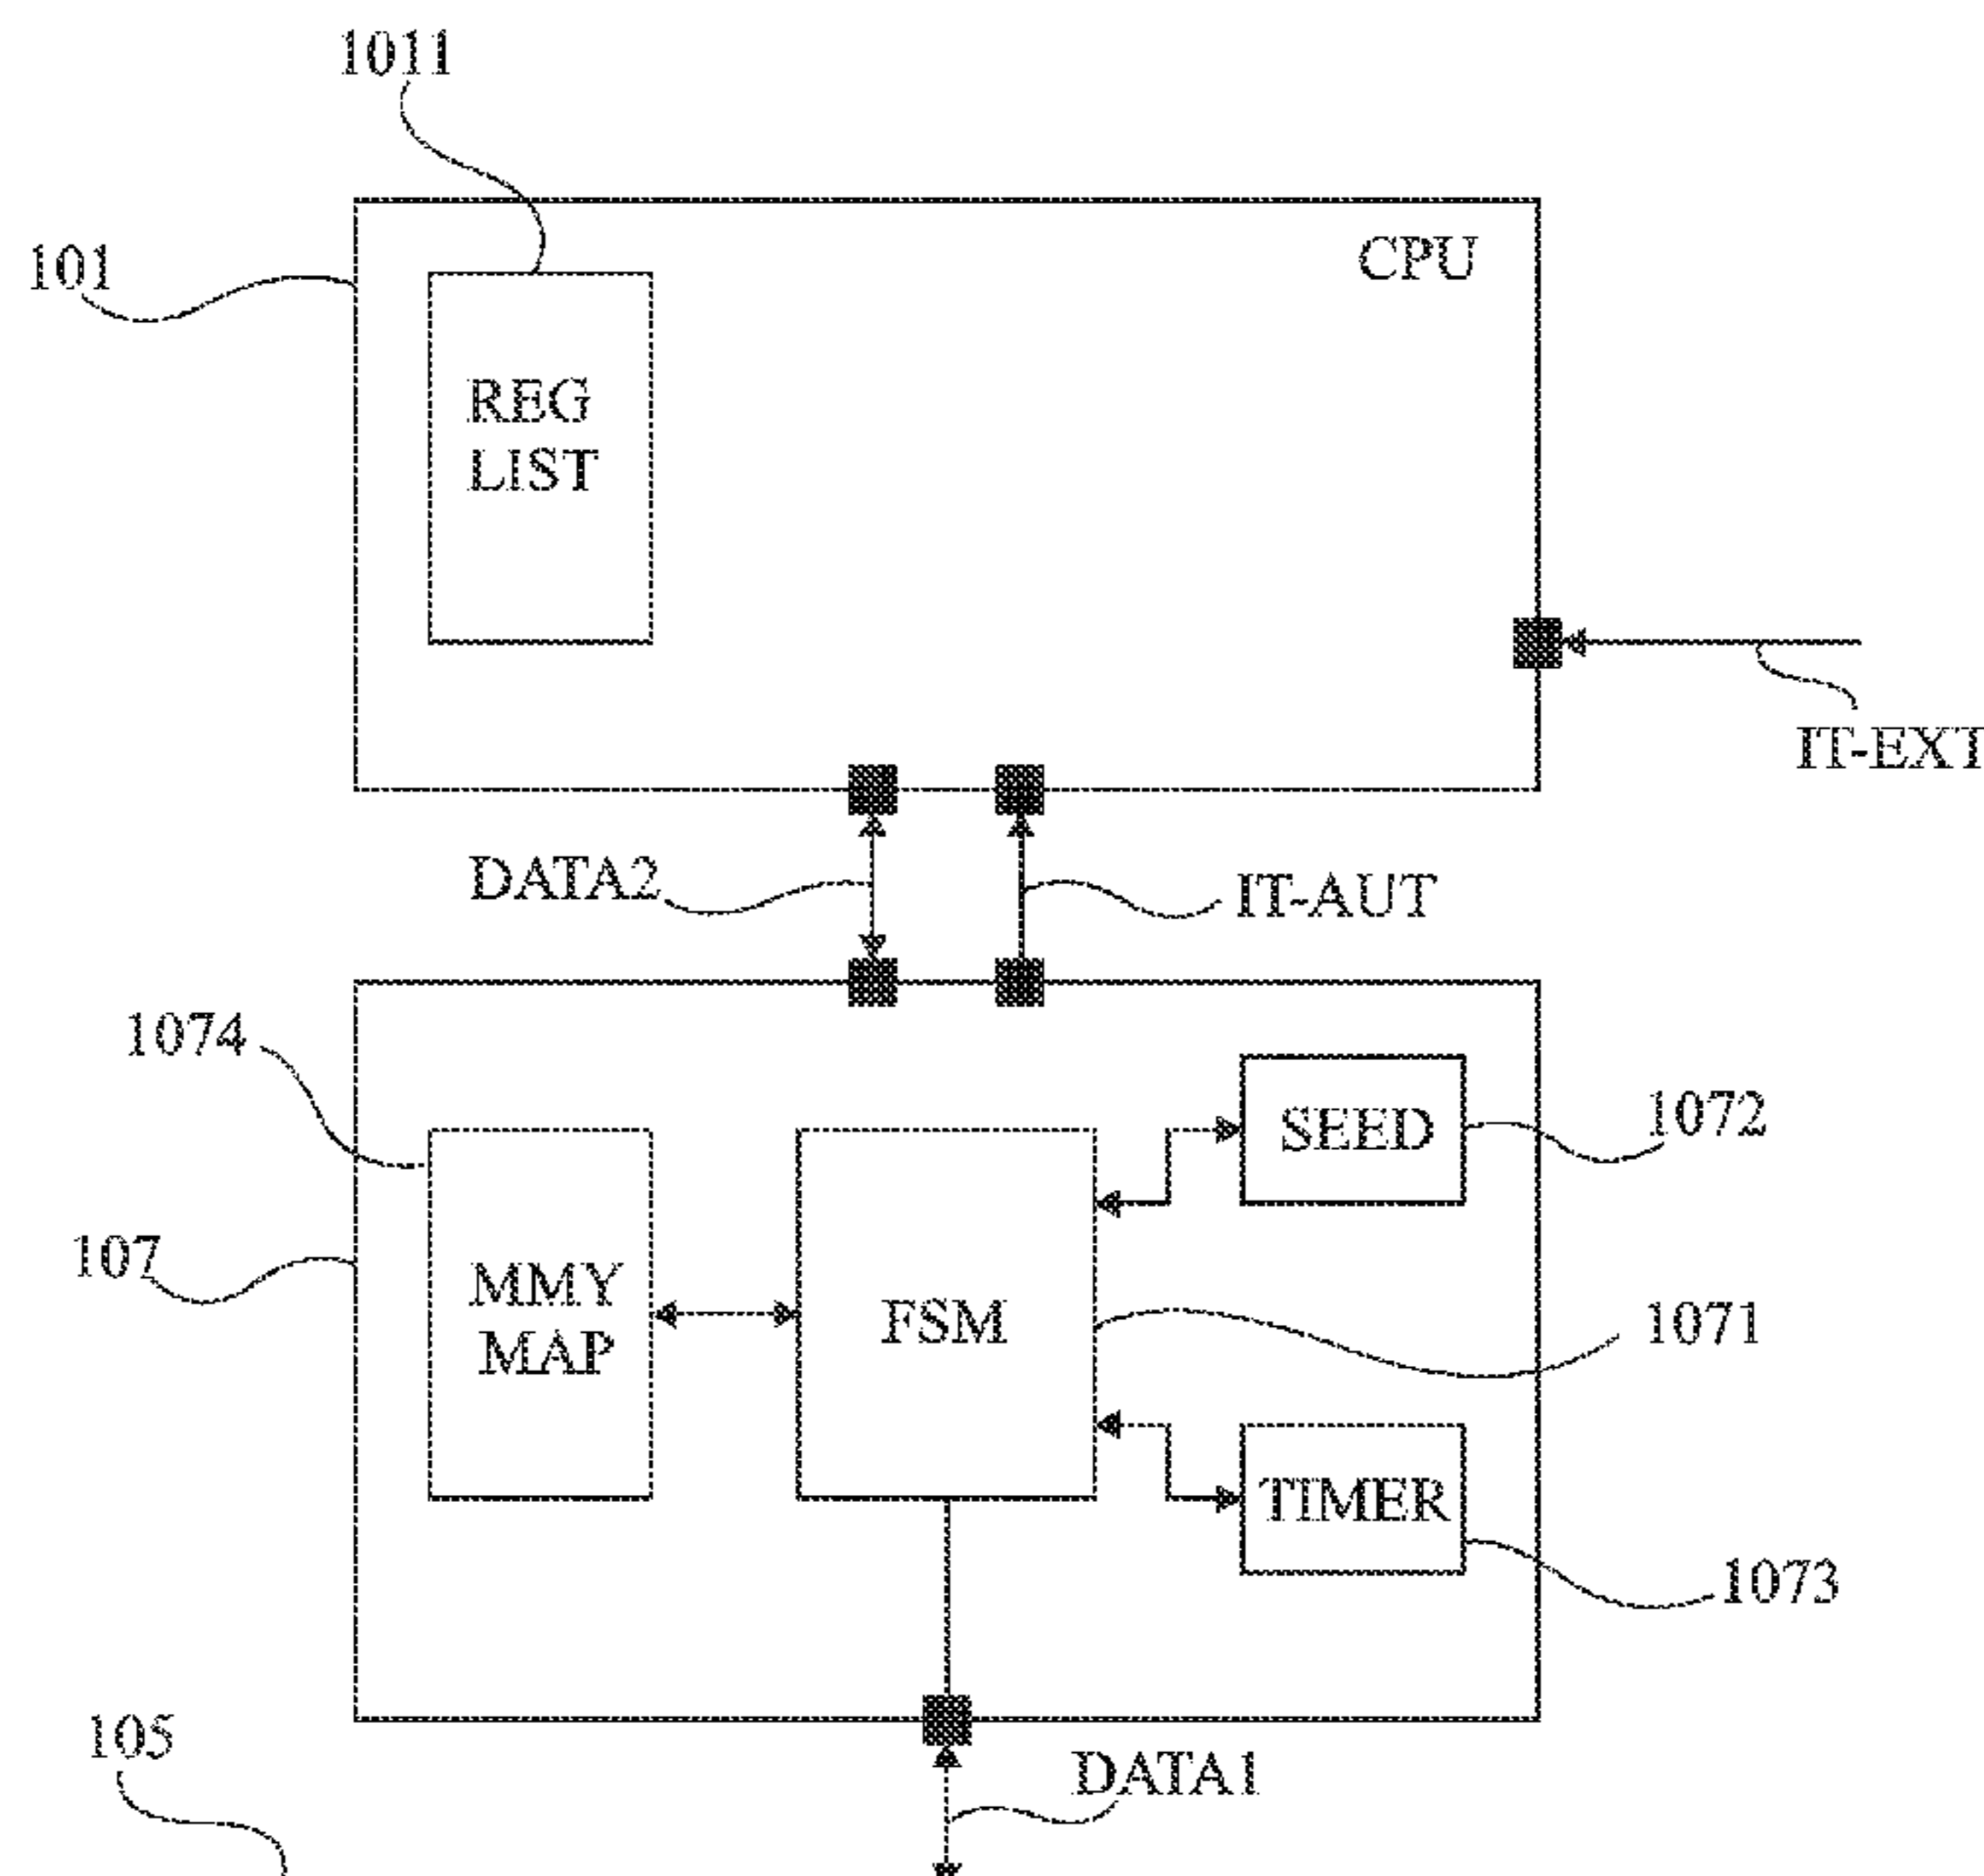 1011
101
CPU
REG
LIST
IT-EXT
DATA2
IT-AUT
1074
SEED
1072
107
MMY
MAP
FSM
1071
TIMER
1073
105
DATA1